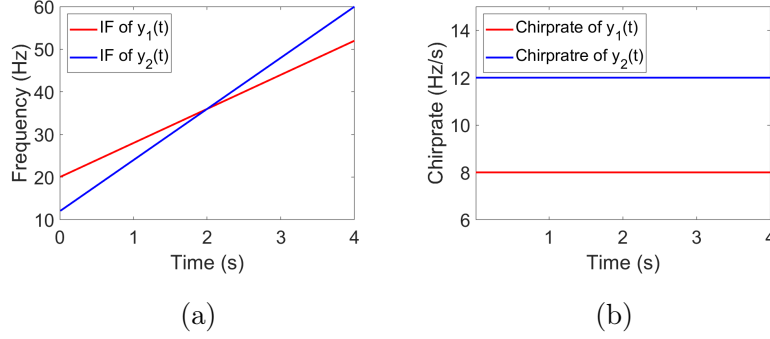 IF of y1(t)
IF of y2(t)
Frequency (Hz)
60
50
40
30
20
10
0
1
2
3
4
Time (s)
(a)
Chirprate of y1(t)
Chirpratre of y2(t)
Chirprate (Hz/s)
14
12
10
8
6
1
2
3
4
Time (s)
(b)